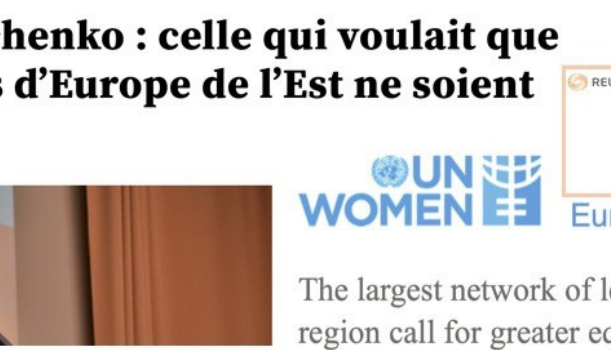 henko : celle qui voulait que
d'Europe de l'Est ne soient
UN
WOMEN
The largest network of
region call for greater